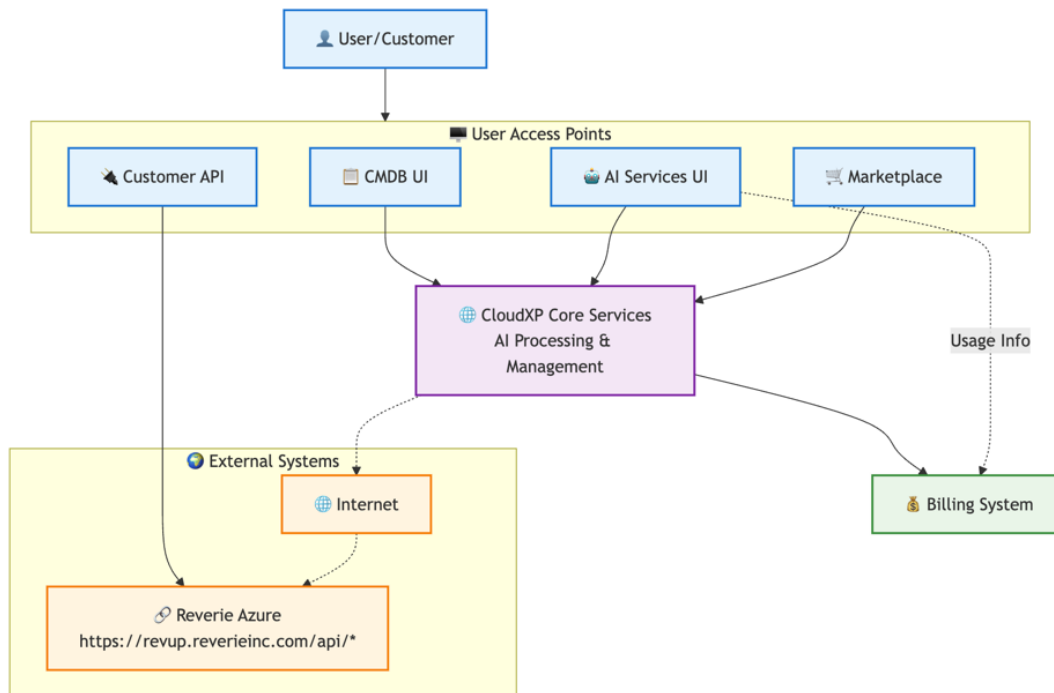 👤 User/Customer
🖥️ User Access Points
🔌 Customer API
📋 CMDB UI
🤖 AI Services UI
🛒 Marketplace
🌐 CloudXP Core Services
AI Processing &
Management
Usage Info
🌍 External Systems
🌐 Internet
💰 Billing System
🔗 Reverie Azure
https://revup.reverieinc.com/api/*